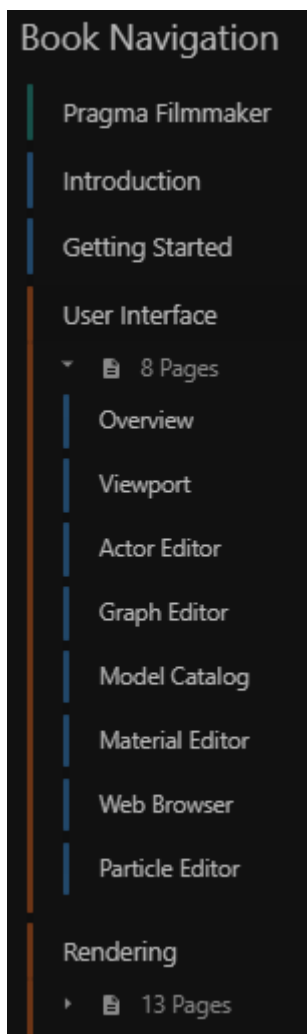 Book Navigation
Pragma Filmmaker
Introduction
Getting Started
User Interface
8 Pages
Overview
Viewport
Actor Editor
Graph Editor
Model Catalog
Material Editor
Web Browser
Particle Editor
Rendering
13 Pages